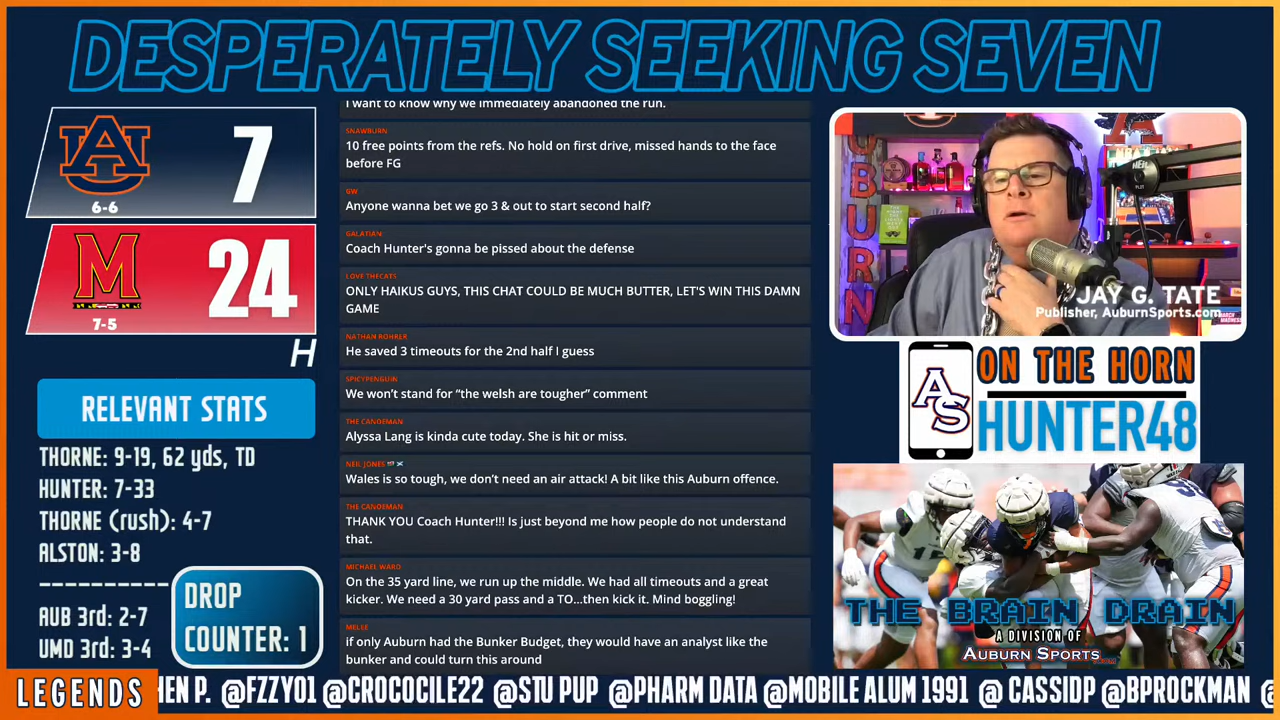 DESPERATELY SEEKING SEVEN
AU
7
6-6
M
24
7-5
H
RELEVANT STATS
THORNE: 9-19, 62 yds, TD
HUNTER: 7-33
THORNE (rush): 4-7
ALSTON: 3-8
AUB 3rd: 2-7
UMD 3rd: 3-4
DROP
COUNTER: 1
I want to know why we immediately abandoned the run.
SNAWBURN
10 free points from the refs. No hold on first drive, missed hands to the face
before FG
GW
Anyone wanna bet we go 3 & out to start second half?
GALATIAN
Coach Hunter's gonna be pissed about the defense
LOVE THECATS
ONLY HAIKUS GUYS, THIS CHAT COULD BE MUCH BUTTER, LET'S WIN THIS DAMN
GAME
NATHAN ROHRER
He saved 3 timeouts for the 2nd half I guess
SPICYPENGUIN
We won't stand for “the welsh are tougher” comment
THE CANOEMAN
Alyssa Lang is kinda cute today. She is hit or miss.
NEIL JONES
Wales is so tough, we don't need an air attack! A bit like this Auburn offence.
THE CANOEMAN
THANK YOU Coach Hunter!!! Is just beyond me how people do not understand
that.
MICHAEL WARD
On the 35 yard line, we run up the middle. We had all timeouts and a great
kicker. We need a 30 yard pass and a TO...then kick it. Mind boggling!
MELSE
if only Auburn had the Bunker Budget, they would have an analyst like the
bunker and could turn this around
UBURN
JAY G. TATE
Publisher, AuburnSports.com
AS
ON THE HORN
HUNTER48
THE BRAIN DRAIN
A DIVISION OF
AUBURN SPORTS.COM
LEGENDS
HEN P. @FZZY01 @CROCOCILE22 @STU PUP @PHARM DATA @MOBILE ALUM 1991 @ CASSIDP @BPROCKMAN @